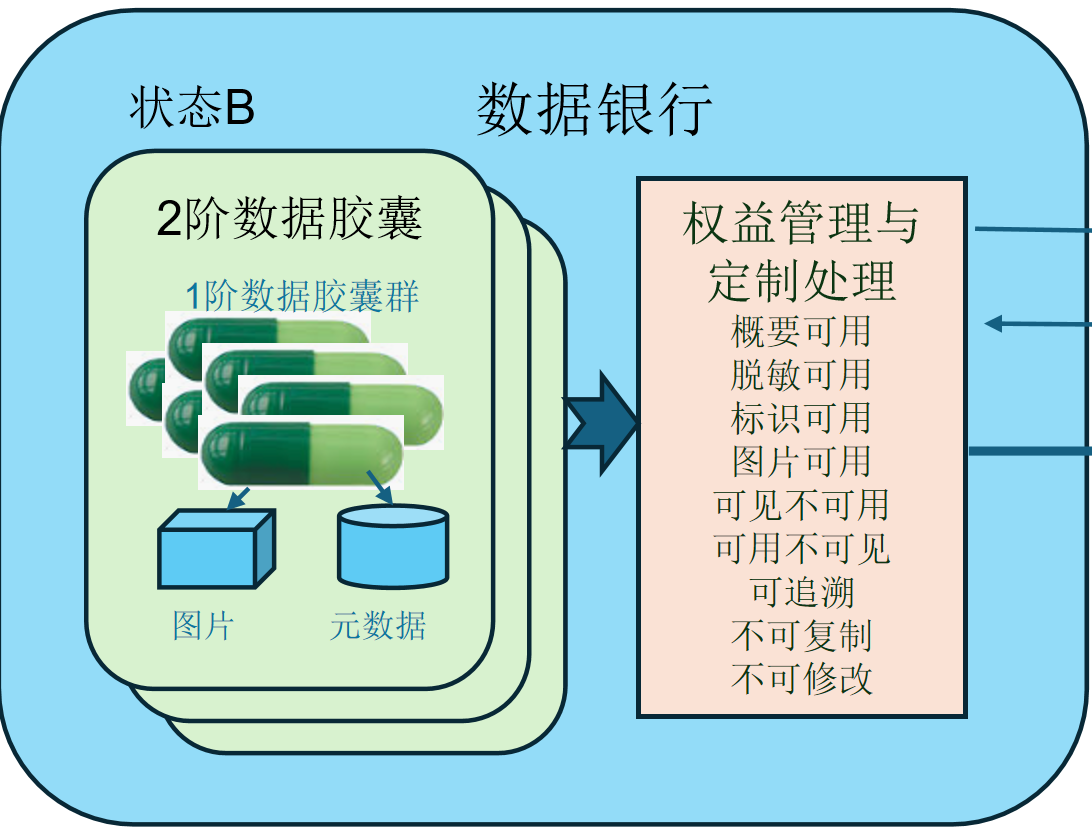 状态B
数据银行
2阶数据胶囊
1阶数据胶囊群
图片
元数据
权益管理与
定制处理
概要可用
脱敏可用
标识可用
图片可用
可见不可用
可用不可见
可追溯
不可复制
不可修改